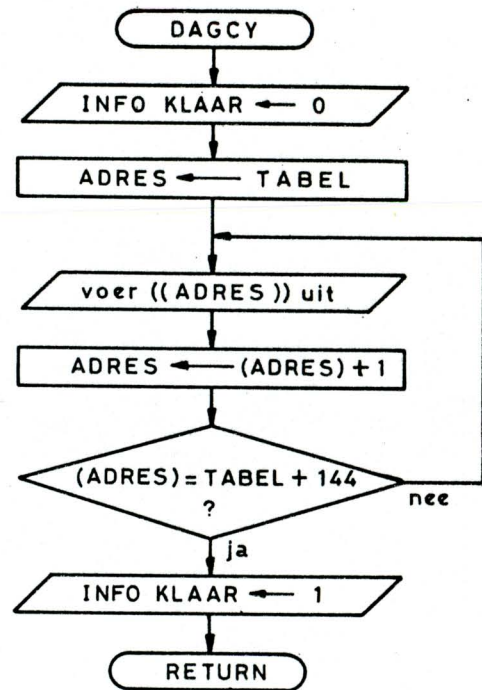 DAGCY
INFO KLAAR ← 0
ADRES ← TABEL
voer ((ADRES)) uit
ADRES ← (ADRES) + 1
(ADRES) = TABEL + 144
?
nee
ja
INFO KLAAR ← 1
RETURN